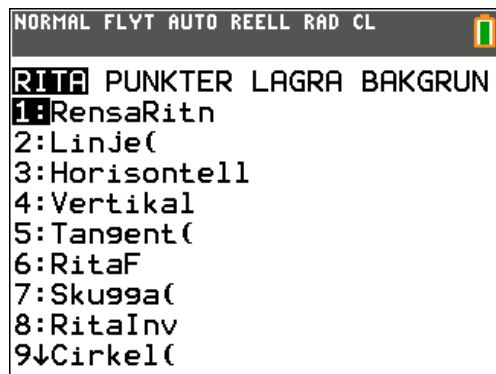 NORMAL FLYT AUTO REELL RAD CL
RITA PUNKTER LAGRA BAKGRUN
1:RensaRitn
2:Linje(
3:Horisontell
4:Vertikal
5:Tangent(
6:RitaF
7:Skugga(
8:RitaInv
9↓Cirkel(